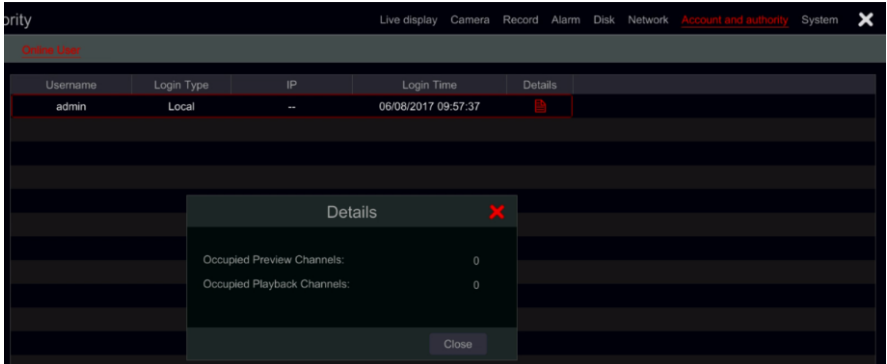 ority Live display Camera Record Alarm Disk Network Account and authority System
Online User
Username Login Type IP Login Time Details
admin Local -- 06/08/2017 09:57:37
Details
Occupied Preview Channels: 0
Occupied Playback Channels: 0
Close